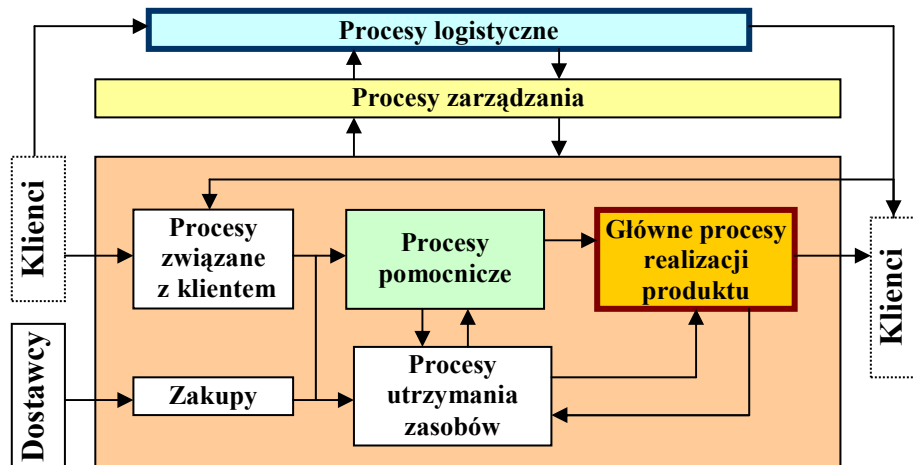 Procesy logistyczne
Procesy zarządzania
Klienci
Procesy
związane
z klientem
Procesy
pomocnicze
Główne procesy
realizacji
produktu
Klienci
Dostawcy
Zakupy
Procesy
utrzymania
zasobów